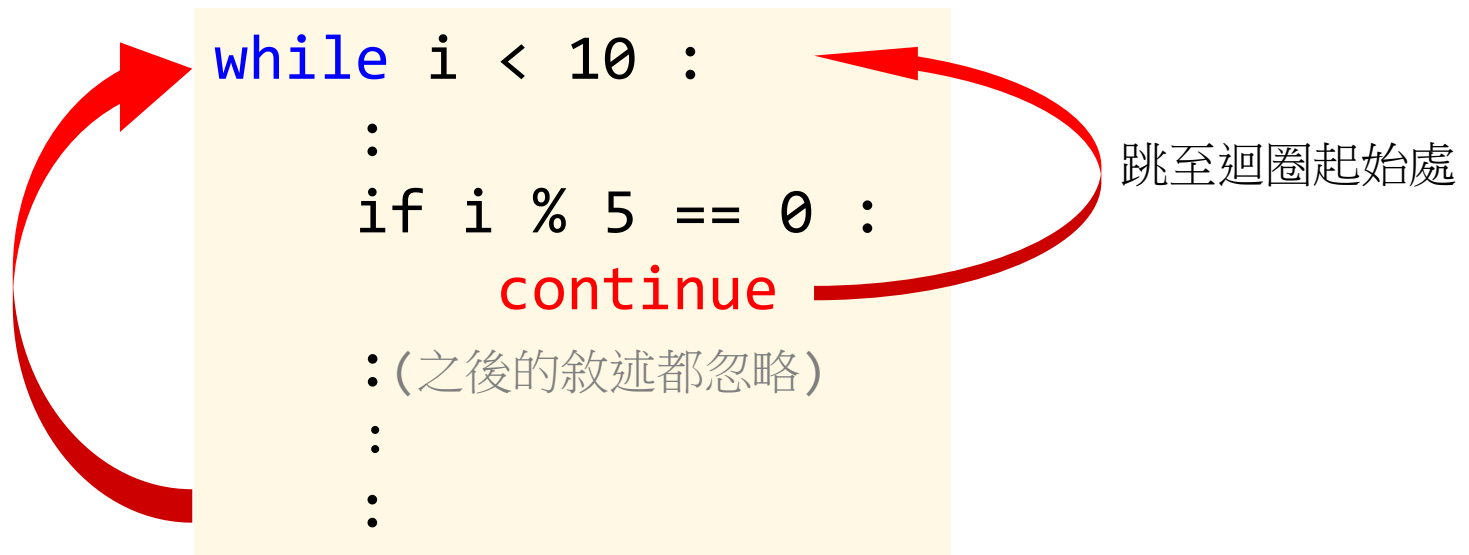 while i < 10 :
:
if i % 5 == 0 :
continue
:(之後的敘述都忽略)
:
:
跳至迴圈起始處